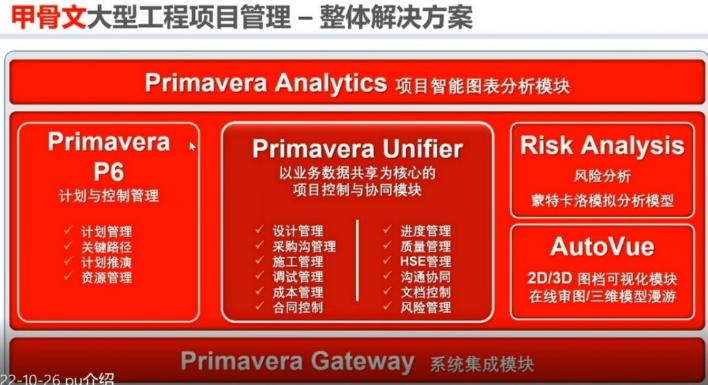 甲骨文大型工程项目管理 – 整体解决方案
Primavera Analytics 项目智能图表分析模块
Primavera
P6
计划与控制管理
✓ 计划管理
✓ 关键路径
✓ 计划推演
✓ 资源管理
Primavera Unifier
以业务数据共享为核心的
项目控制与协同模块
✓ 设计管理
✓ 采购沟管理
✓ 施工管理
✓ 调试管理
✓ 成本管理
✓ 合同控制
✓ 进度管理
✓ 质量管理
✓ HSE管理
✓ 沟通协同
✓ 文档控制
✓ 风险管理
Risk Analysis
风险分析
蒙特卡洛模拟分析模型
AutoVue
2D/3D 图档可视化模块
在线审图/三维模型漫游
Primavera Gateway 系统集成模块
22-10-26 pu介绍